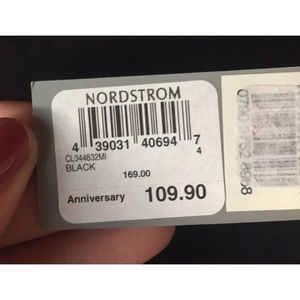 NORDSTROM
4 39031 40694 7
4
CL344832MI
BLACK
169.00
Anniversary 109.90